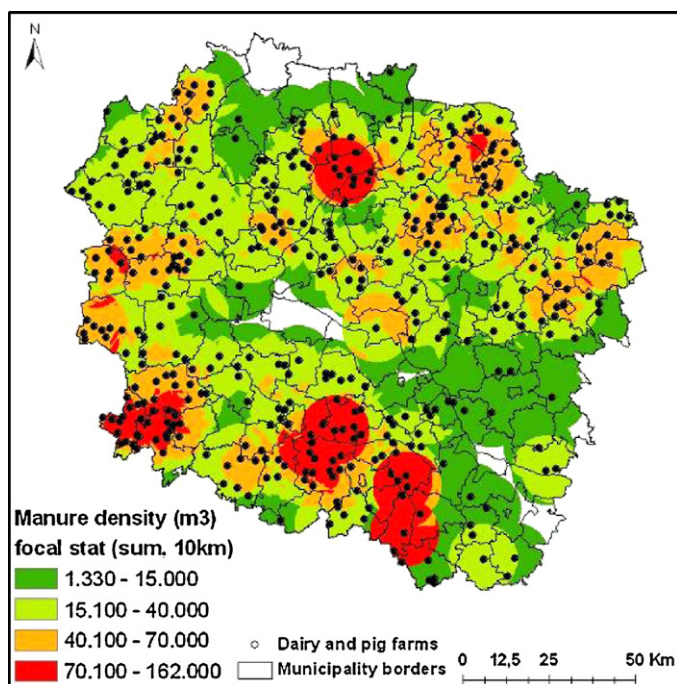 N
Manure density (m3)
focal stat (sum, 10km)
1.330 - 15.000
15.100 - 40.000
40.100 - 70.000
70.100 - 162.000
Dairy and pig farms
Municipality borders
0 12,5 25 50 Km